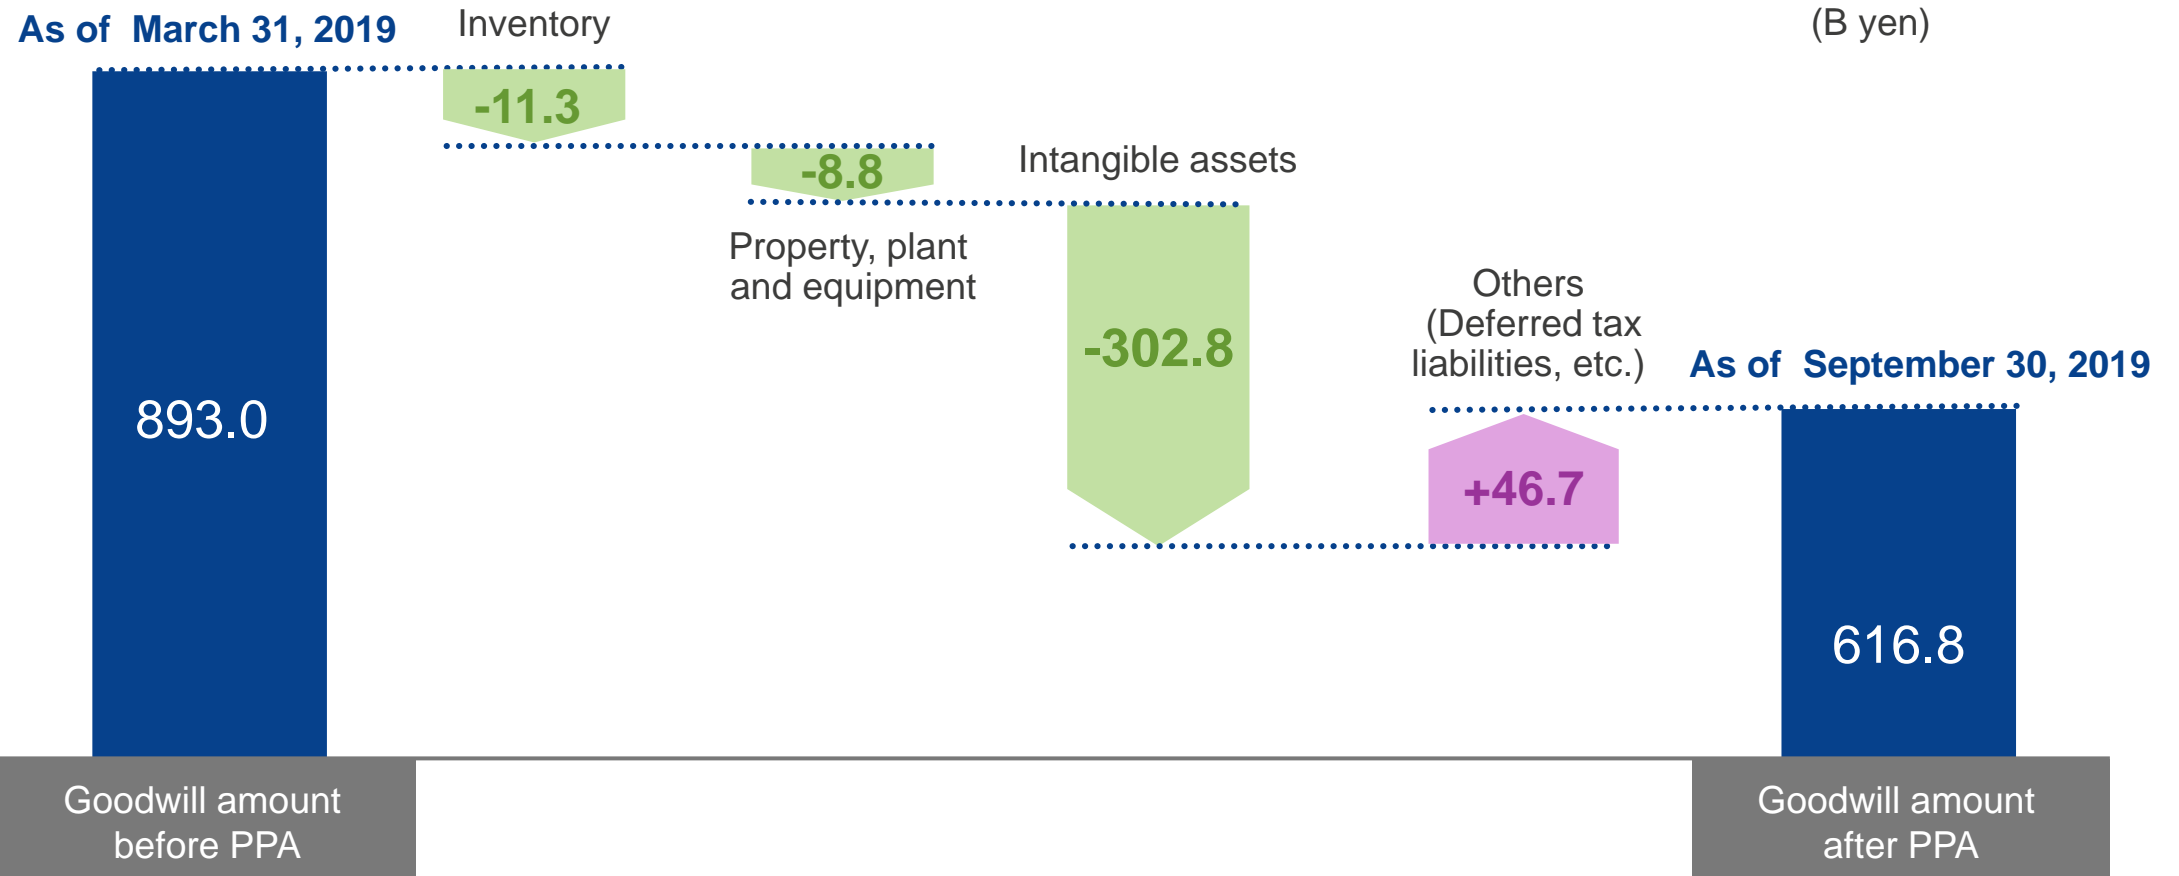 As of  March 31, 2019
Inventory
(B yen)
-11.3
-8.8
Intangible assets
Property, plant
and equipment
-302.8
Others
(Deferred tax
liabilities, etc.)
As of  September 30, 2019
893.0
+46.7
616.8
Goodwill amount
before PPA
Goodwill amount
after PPA